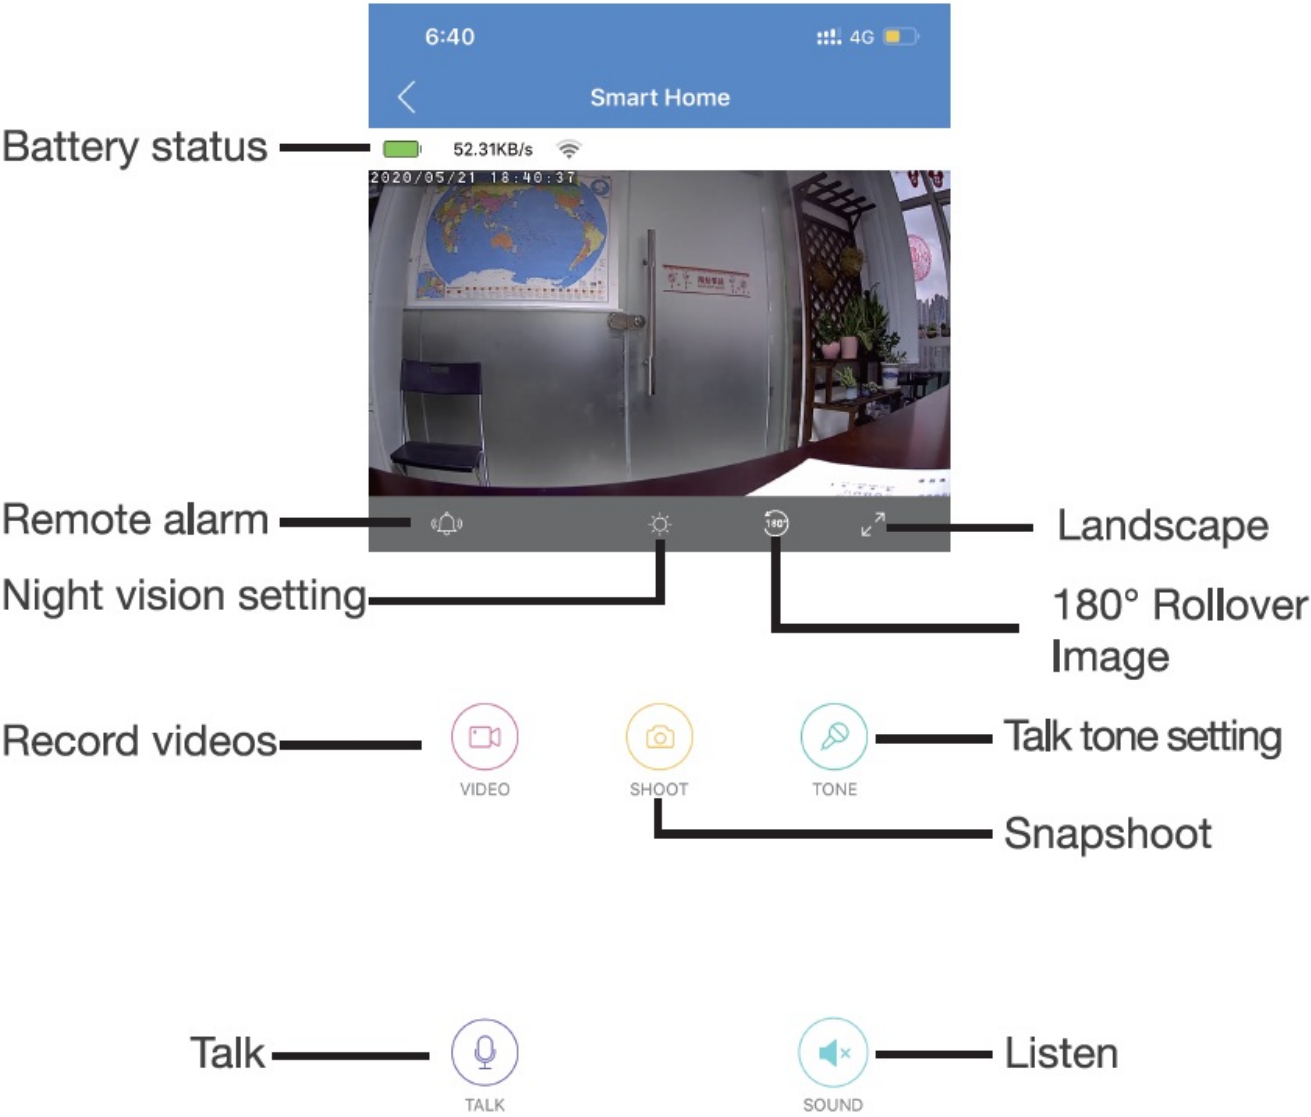 6:40
4G
Smart Home
Battery status
52.31KB/s
2020/05/21 18:40:37
Remote alarm
180°
Landscape
Night vision setting
180° Rollover
Image
Record videos
Talk tone setting
VIDEO
SHOOT
TONE
Snapshoot
Talk
Listen
TALK
SOUND